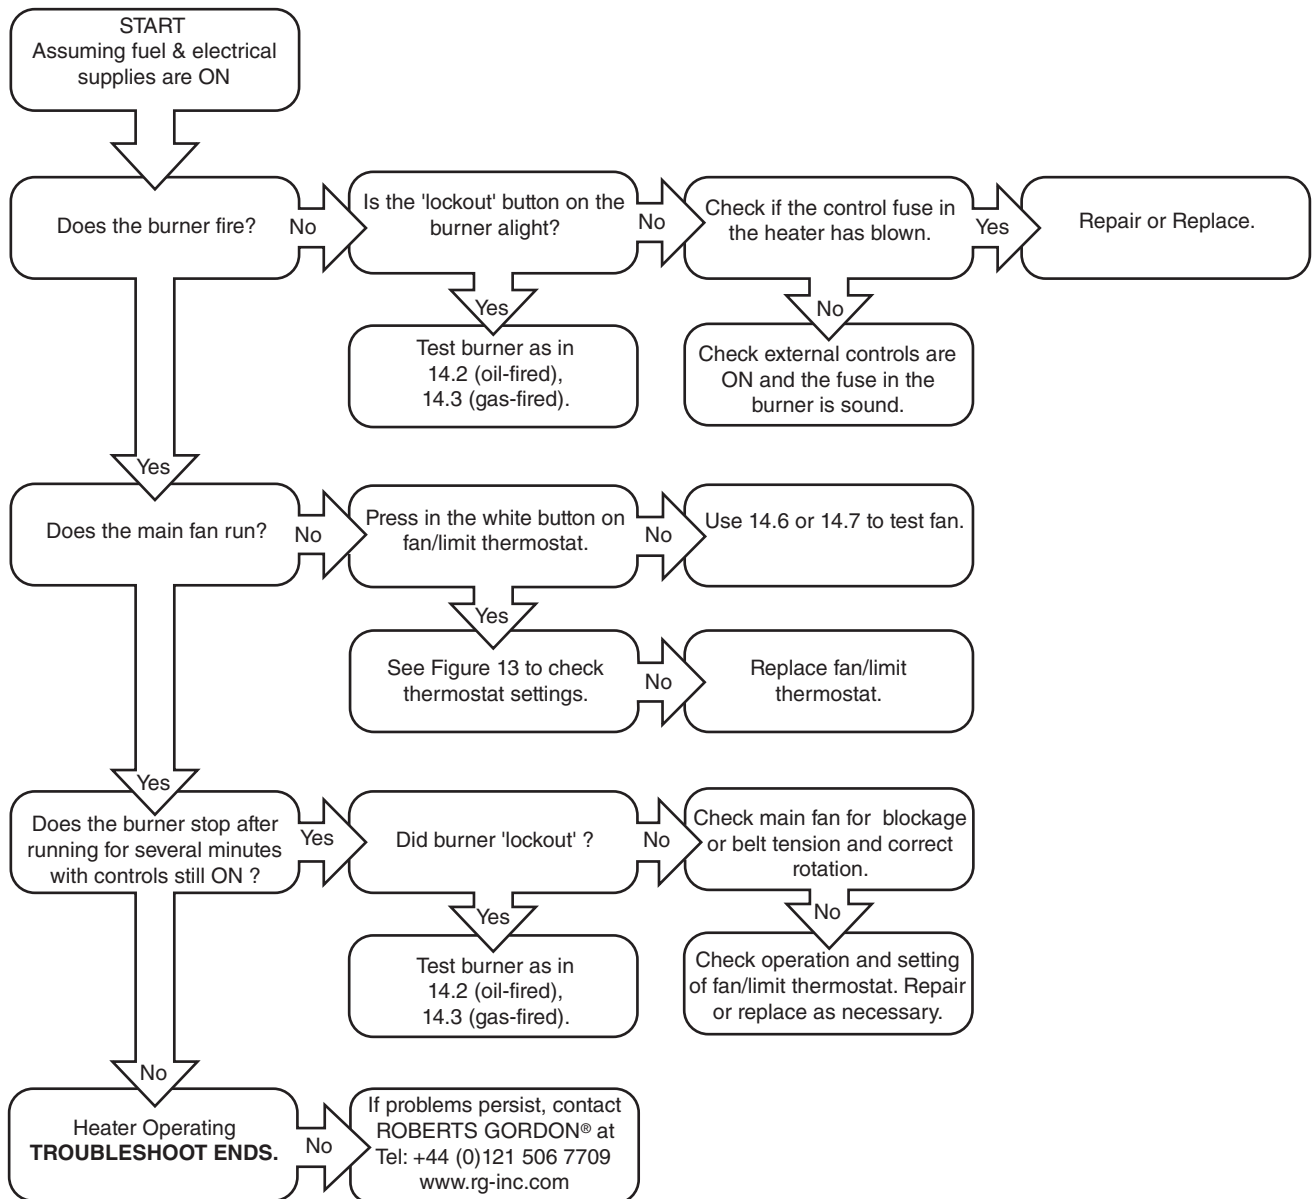 START
Assuming fuel & electrical
supplies are ON
Does the burner fire?
No
Is the 'lockout' button on the
burner alight?
No
Check if the control fuse in
the heater has blown.
Yes
Repair or Replace.
Yes
Test burner as in
14.2 (oil-fired),
14.3 (gas-fired).
No
Check external controls are
ON and the fuse in the
burner is sound.
Yes
Does the main fan run?
No
Press in the white button on
fan/limit thermostat.
No
Use 14.6 or 14.7 to test fan.
Yes
See Figure 13 to check
thermostat settings.
No
Replace fan/limit
thermostat.
Yes
Does the burner stop after
running for several minutes
with controls still ON ?
Yes
Did burner 'lockout' ?
No
Check main fan for blockage
or belt tension and correct
rotation.
Yes
Test burner as in
14.2 (oil-fired),
14.3 (gas-fired).
No
Check operation and setting
of fan/limit thermostat. Repair
or replace as necessary.
No
Heater Operating
TROUBLESHOOT ENDS.
No
If problems persist, contact
ROBERTS GORDON® at
Tel: +44 (0)121 506 7709
www.rg-inc.com